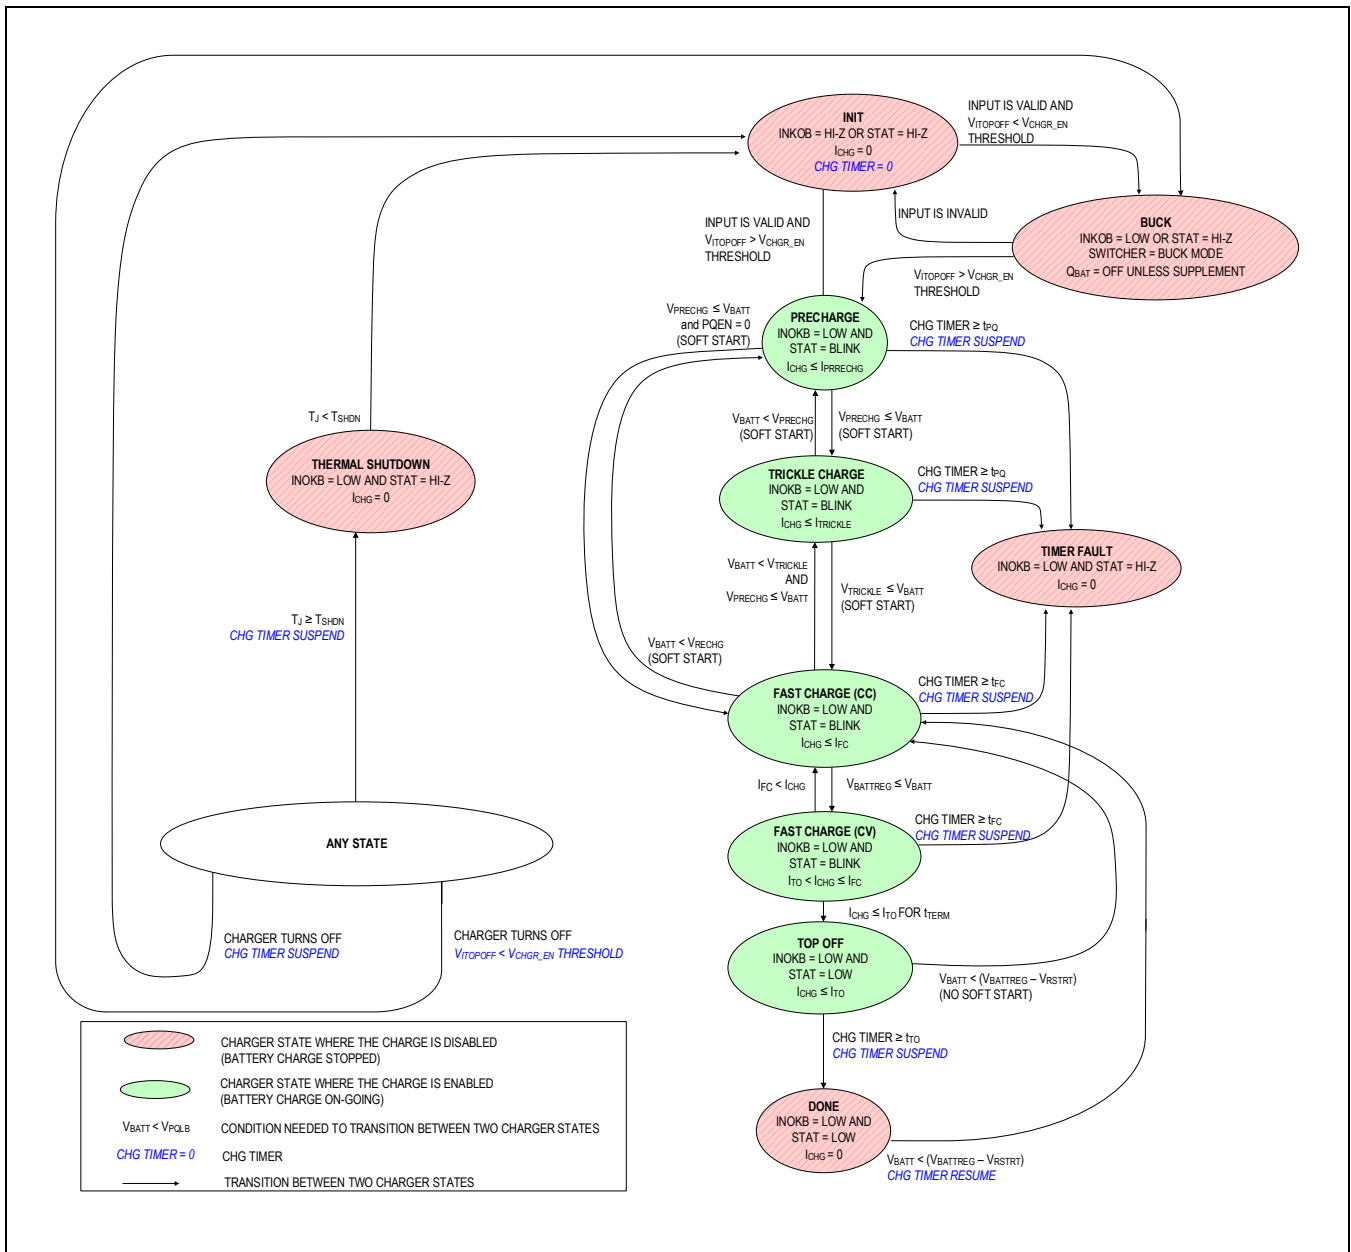 INIT
INKOB = HI-Z OR STAT = HI-Z
ICHG = 0
CHG TIMER = 0
INPUT IS VALID AND
VITOPOFF < VCHGR_EN
THRESHOLD
INPUT IS INVALID
BUCK
INKOB = LOW OR STAT = HI-Z
SWITCHER = BUCK MODE
QBAT = OFF UNLESS SUPPLEMENT
INPUT IS VALID AND
VITOPOFF > VCHGR_EN
THRESHOLD
VITOPOFF > VCHGR_EN
THRESHOLD
VPRECHG ≤ VBATT
and PQEN = 0
(SOFT START)
PRECHARGE
INOKB = LOW AND
STAT = BLINK
ICHG ≤ IPRRECHG
CHG TIMER ≥ tPQ
CHG TIMER SUSPEND
VBATT < VPRECHG
(SOFT START)
VPRECHG ≤ VBATT
(SOFT START)
TJ < TSHDN
THERMAL SHUTDOWN
INOKB = LOW AND STAT = HI-Z
ICHG = 0
TRICKLE CHARGE
INOKB = LOW AND
STAT = BLINK
ICHG ≤ ITRICKLE
CHG TIMER ≥ tPQ
CHG TIMER SUSPEND
TIMER FAULT
INOKB = LOW AND STAT = HI-Z
ICHG = 0
VBATT < VTRICKLE
AND
VPRECHG ≤ VBATT
VTRICKLE ≤ VBATT
(SOFT START)
TJ ≥ TSHDN
CHG TIMER SUSPEND
VBATT < VRECHG
(SOFT START)
FAST CHARGE (CC)
INOKB = LOW AND
STAT = BLINK
ICHG ≤ IFC
CHG TIMER ≥ tFC
CHG TIMER SUSPEND
IFC < ICHG
VBATTREG ≤ VBATT
FAST CHARGE (CV)
INOKB = LOW AND
STAT = BLINK
ITO < ICHG ≤ IFC
CHG TIMER ≥ tFC
CHG TIMER SUSPEND
ANY STATE
ICHG ≤ ITO FOR tTERM
CHARGER TURNS OFF
CHG TIMER SUSPEND
CHARGER TURNS OFF
VITOPOFF < VCHGR_EN THRESHOLD
TOP OFF
INOKB = LOW AND
STAT = LOW
ICHG ≤ ITO
VBATT < (VBATTREG – VRSTRT)
(NO SOFT START)
CHG TIMER ≥ tTO
CHG TIMER SUSPEND
DONE
INOKB = LOW AND
STAT = LOW
ICHG = 0
VBATT < (VBATTREG – VRSTRT)
CHG TIMER RESUME
CHARGER STATE WHERE THE CHARGE IS DISABLED
(BATTERY CHARGE STOPPED)
CHARGER STATE WHERE THE CHARGE IS ENABLED
(BATTERY CHARGE ON-GOING)
VBATT < VPQLB CONDITION NEEDED TO TRANSITION BETWEEN TWO CHARGER STATES
CHG TIMER = 0 CHG TIMER
TRANSITION BETWEEN TWO CHARGER STATES